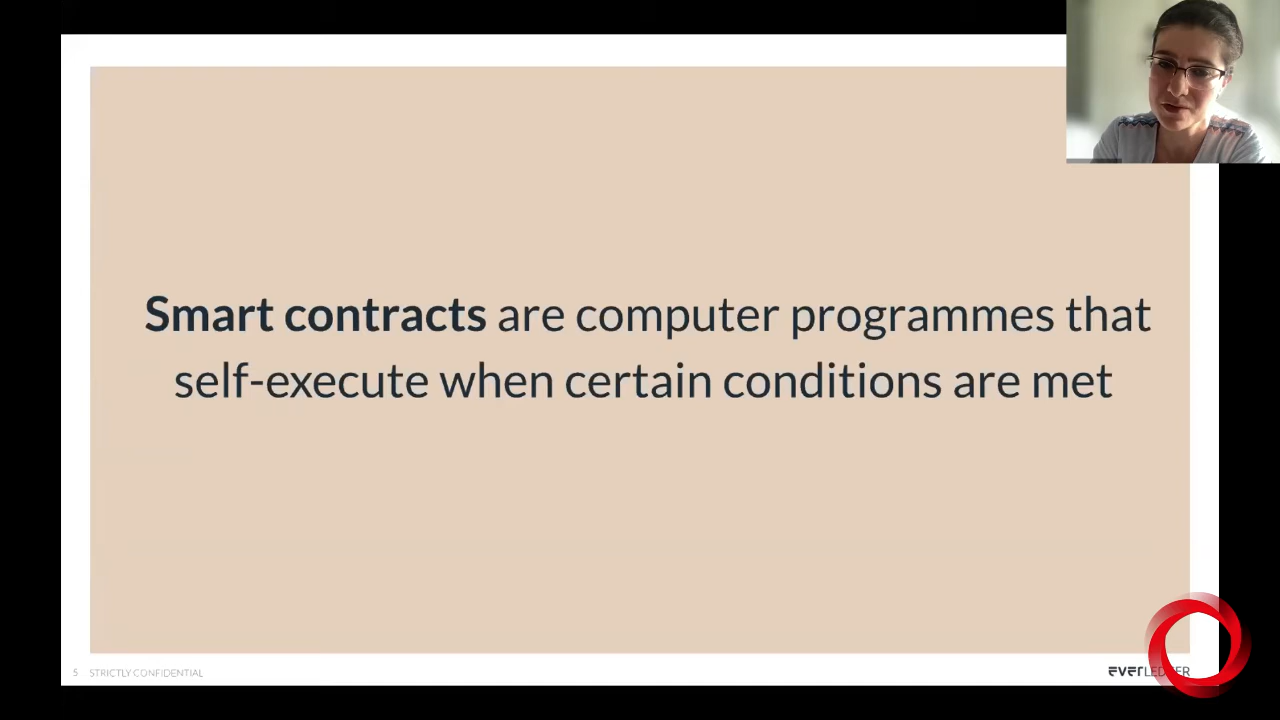 Smart contracts are computer programmes that
self-execute when certain conditions are met
5 STRICTLY CONFIDENTIAL